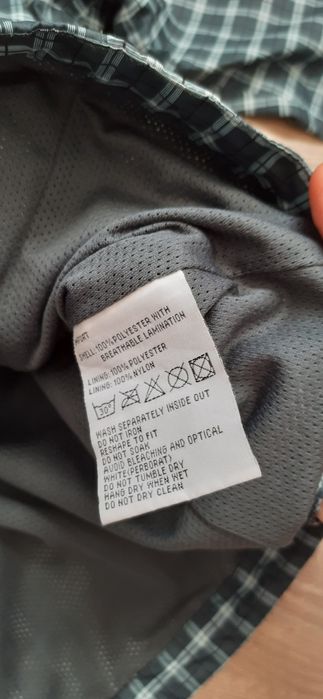 SHELL:100%POLYESTER WITH
BREATHABLE LAMINATION
LINING:100% POLYESTER
LINING:100% NYLON
30°
WASH SEPARATELY INSIDE OUT
DO NOT IRON
RESHAPE TO FIT
DO NOT SOAK
AVOID BLEACHING AND OPTICAL
WHITE(PERBORAT)
DO NOT TUMBLE DRY
HANG DRY WHEN WET
DO NOT DRY CLEAN